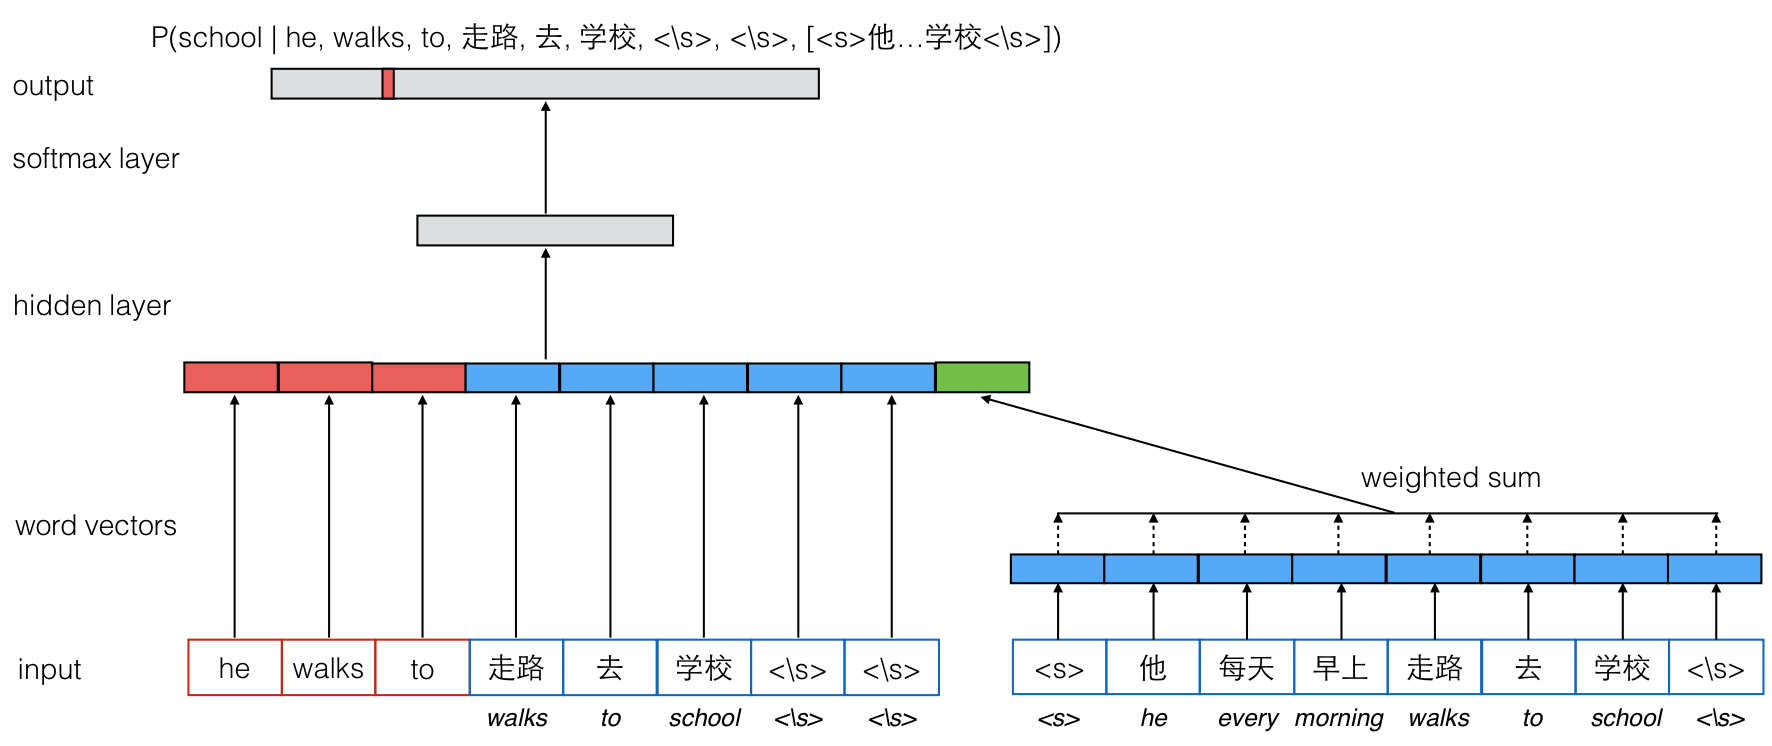 P(school | he, walks, to, 走路, 去, 学校, <\s>, <\s>, [<s>他…学校<\s>])
output
softmax layer
hidden layer
weighted sum
word vectors
input he walks to 走路 去 学校 <\s> <\s> <s> 他 每天 早上 走路 去 学校 <\s>
walks to school <\s> <\s> <s> he every morning walks to school <\s>